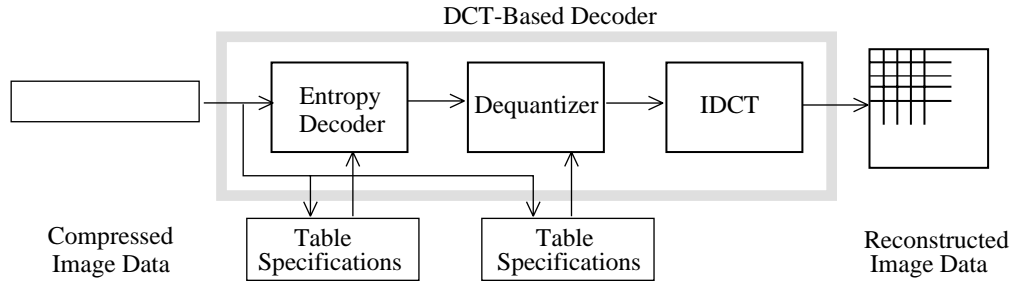 DCT-Based Decoder
Entropy
Decoder
Dequantizer
IDCT
Table
Specifications
Table
Specifications
Compressed
Image Data
Reconstructed
Image Data